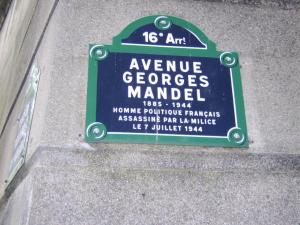 16e Arrt
AVENUE
GEORGES
MANDEL
1885 - 1944
HOMME POLITIQUE FRANÇAIS
ASSASSINÉ PAR LA MILICE
LE 7 JUILLET 1944